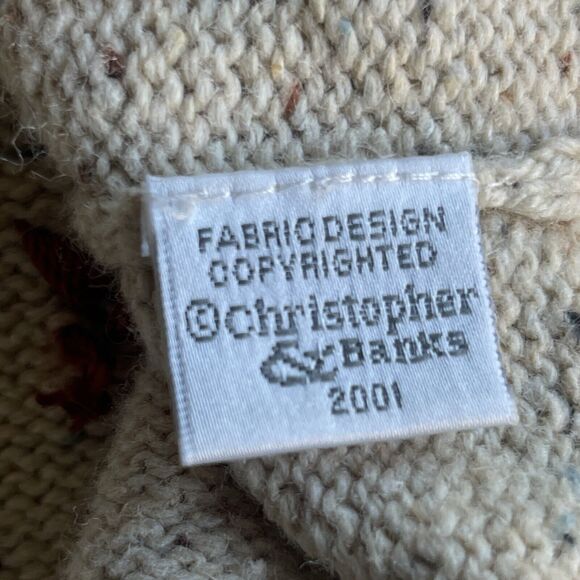 FABRIC DESIGN
COPYRIGHTED
©Christopher
& Banks
2001